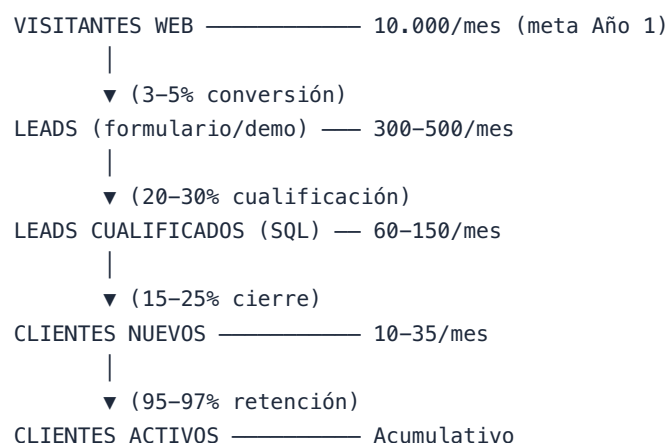 VISITANTES WEB ──────────── 10.000/mes (meta Año 1)
│
▼ (3-5% conversión)
LEADS (formulario/demo) ─── 300-500/mes
│
▼ (20-30% cualificación)
LEADS CUALIFICADOS (SQL) ── 60-150/mes
│
▼ (15-25% cierre)
CLIENTES NUEVOS ─────────── 10-35/mes
│
▼ (95-97% retención)
CLIENTES ACTIVOS ────────── Acumulativo